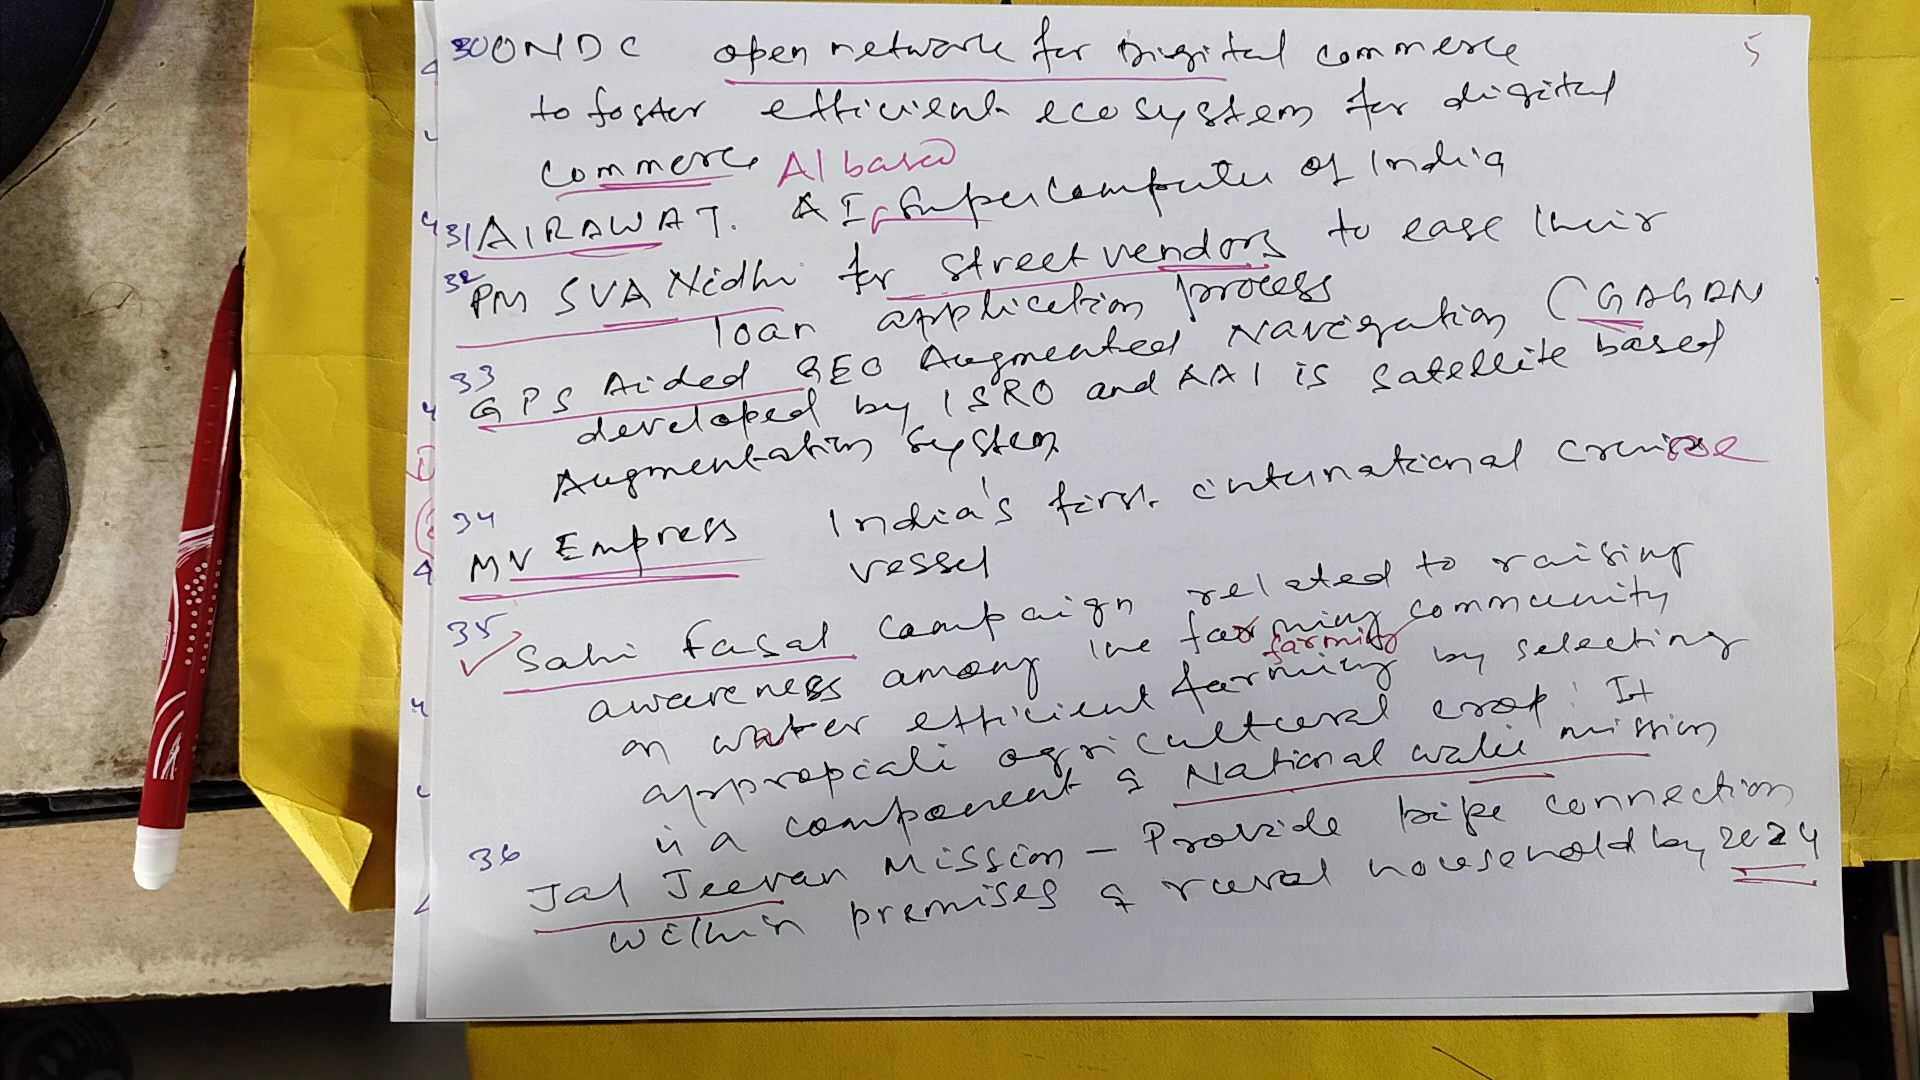 30 ONDC open network for Digital commerce 5
to foster efficient ecosystem for digital
commerce AI based
31 AIRAWAT. AI, Supercomputer of India
32 PM SVA Nidhi for street vendors to ease their
loan application process
33 GPS Aided GEO Augmented Navigation (GAGAN
developed by ISRO and AAI is satellite based
Augmentation System
34 MV Empress India's first international cruise
vessel
35 Sahi Fasal campaign related to raising
awareness among the farming community
farming
on water efficient farming by selecting
appropriate agricultural crop. It
is a component of National water mission
36 Jal Jeevan Mission - Provide pipe connection
within premises of rural household by 2024